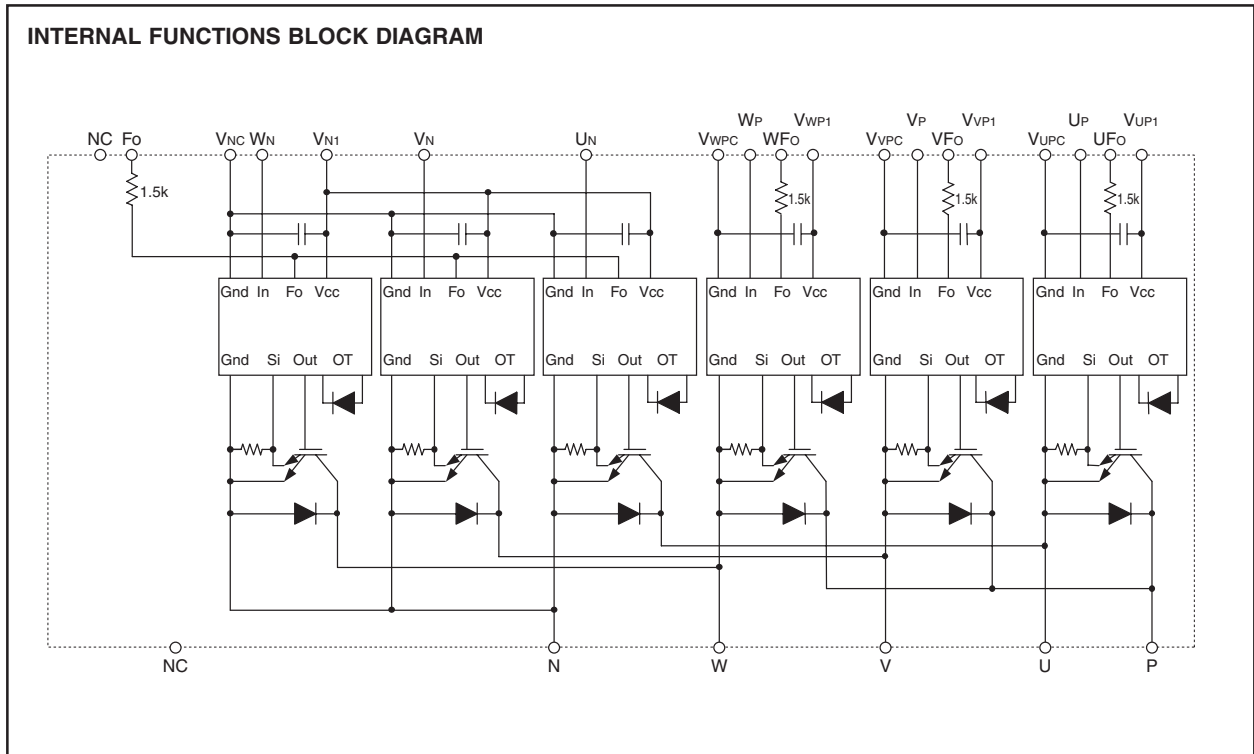 INTERNAL FUNCTIONS BLOCK DIAGRAM
WP VWP1 VP VVP1 UP VUP1
NC FO VNC WN VN1 VN UN VWPC WFO VVPC VFO VUPC UFO
1.5k 1.5k 1.5k 1.5k
Gnd In Fo Vcc Gnd In Fo Vcc Gnd In Fo Vcc Gnd In Fo Vcc Gnd In Fo Vcc Gnd In Fo Vcc
Gnd Si Out OT Gnd Si Out OT Gnd Si Out OT Gnd Si Out OT Gnd Si Out OT Gnd Si Out OT
NC N W V U P